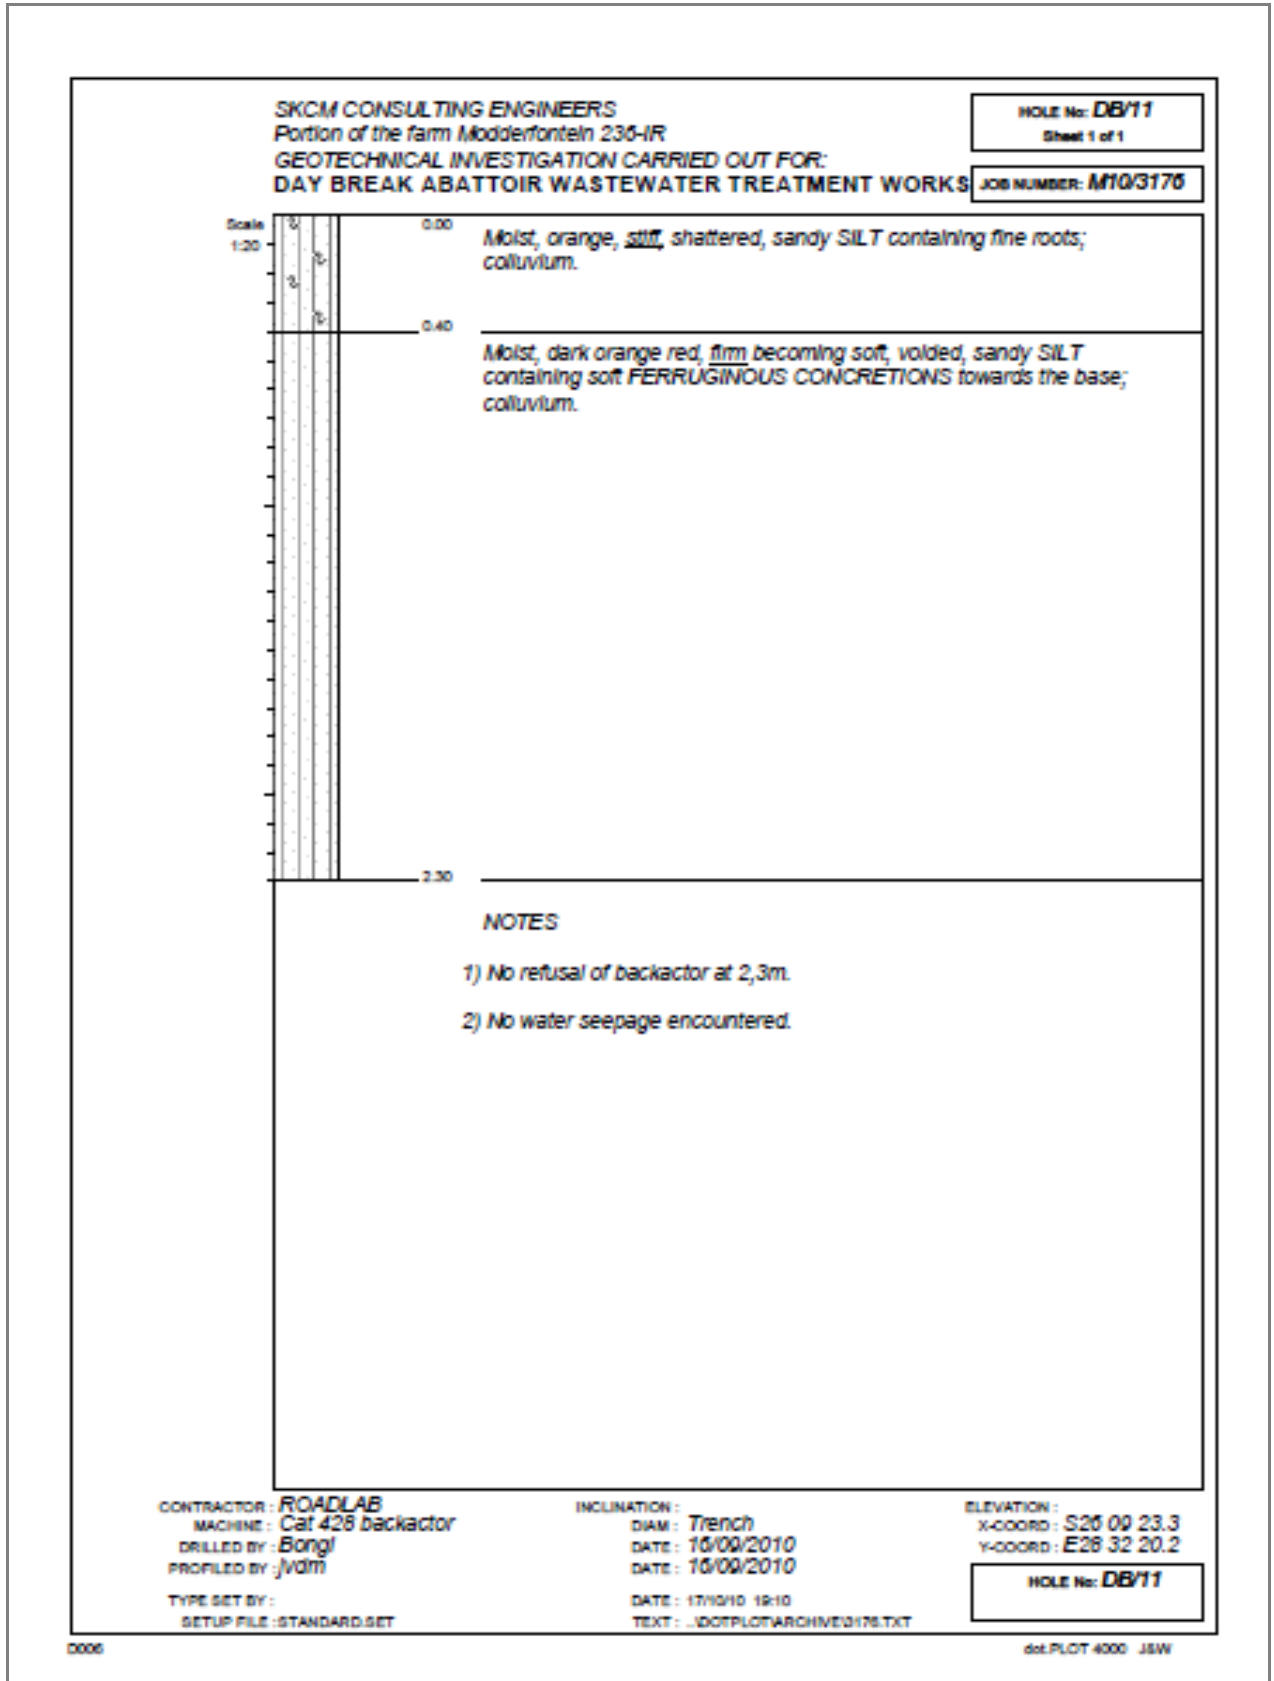 SKCM CONSULTING ENGINEERS
Portion of the farm Modderfontein 236-IR
GEOTECHNICAL INVESTIGATION CARRIED OUT FOR:
DAY BREAK ABATTOIR WASTEWATER TREATMENT WORKS
HOLE No: DB/11
Sheet 1 of 1
JOB NUMBER: M10/3176
Scale
1:20
0.00
Moist, orange, stiff, shattered, sandy SILT containing fine roots;
colluvium.
0.40
Moist, dark orange red, firm becoming soft, voided, sandy SILT
containing soft FERRUGINOUS CONCRETIONS towards the base;
colluvium.
2.30
NOTES
1) No refusal of backactor at 2,3m.
2) No water seepage encountered.
CONTRACTOR : ROADLAB
MACHINE : Cat 428 backactor
DRILLED BY : Bongi
PROFILED BY : jvdm
TYPE SET BY :
SETUP FILE : STANDARD.SET
INCLINATION :
DIAM : Trench
DATE : 16/09/2010
DATE : 16/09/2010
DATE : 17/10/10 19:10
TEXT : ..\DOTPLOT\ARCHIVE\3176.TXT
ELEVATION :
X-COORD : S26 09 23.3
Y-COORD : E28 32 20.2
HOLE No: DB/11
dot.PLOT 4000 J&W